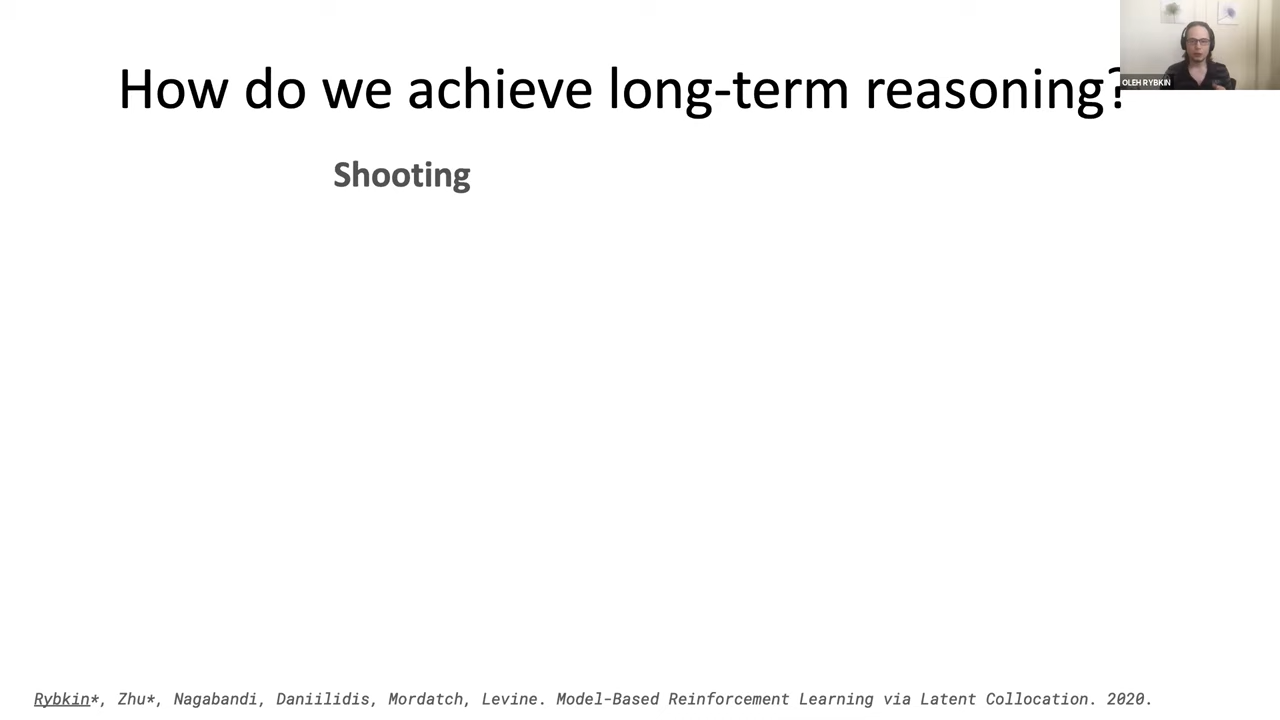 How do we achieve long-term reasoning?
OLEH RYBKIN
Shooting
Rybkin*, Zhu*, Nagabandi, Daniilidis, Mordatch, Levine. Model-Based Reinforcement Learning via Latent Collocation. 2020.